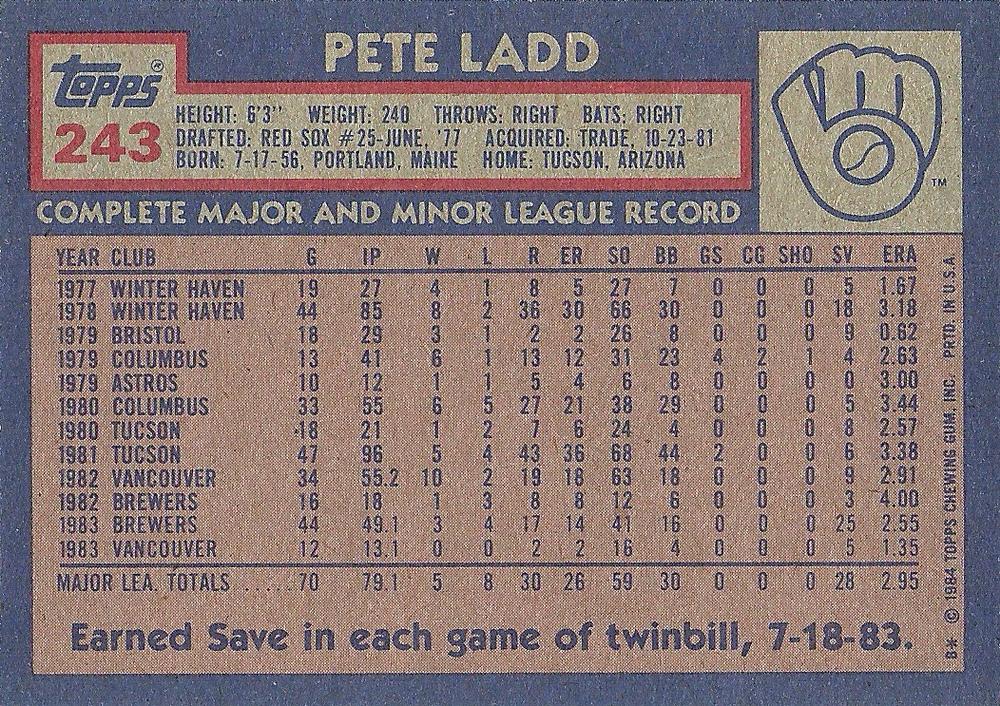 PETE LADD
TOPPS®
243
HEIGHT: 6'3" WEIGHT: 240 THROWS: RIGHT BATS: RIGHT
DRAFTED: RED SOX #25-JUNE, '77 ACQUIRED: TRADE, 10-23-81
BORN: 7-17-56, PORTLAND, MAINE HOME: TUCSON, ARIZONA
TM
COMPLETE MAJOR AND MINOR LEAGUE RECORD
YEAR CLUB G IP W L R ER SO BB GS CG SHO SV ERA
1977 WINTER HAVEN 19 27 4 1 8 5 27 7 0 0 0 5 1.67
1978 WINTER HAVEN 44 85 8 2 36 30 66 30 0 0 0 18 3.18
1979 BRISTOL 18 29 3 1 2 2 26 8 0 0 0 9 0.62
1979 COLUMBUS 13 41 6 1 13 12 31 23 4 2 1 4 2.63
1979 ASTROS 10 12 1 1 5 4 6 8 0 0 0 0 3.00
1980 COLUMBUS 33 55 6 5 27 21 38 29 0 0 0 5 3.44
1980 TUCSON 18 21 1 2 7 6 24 4 0 0 0 8 2.57
1981 TUCSON 47 96 5 4 43 36 68 44 2 0 0 6 3.38
1982 VANCOUVER 34 55.2 10 2 19 18 63 18 0 0 0 9 2.91
1982 BREWERS 16 18 1 3 8 8 12 6 0 0 0 3 4.00
1983 BREWERS 44 49.1 3 4 17 14 41 16 0 0 0 25 2.55
1983 VANCOUVER 12 13.1 0 0 2 2 16 4 0 0 0 5 1.35
MAJOR LEA. TOTALS ..... 70 79.1 5 8 30 26 59 30 0 0 0 28 2.95
Earned Save in each game of twinbill, 7-18-83.
B* © 1984 TOPPS CHEWING GUM, INC. PRTD. IN U.S.A.